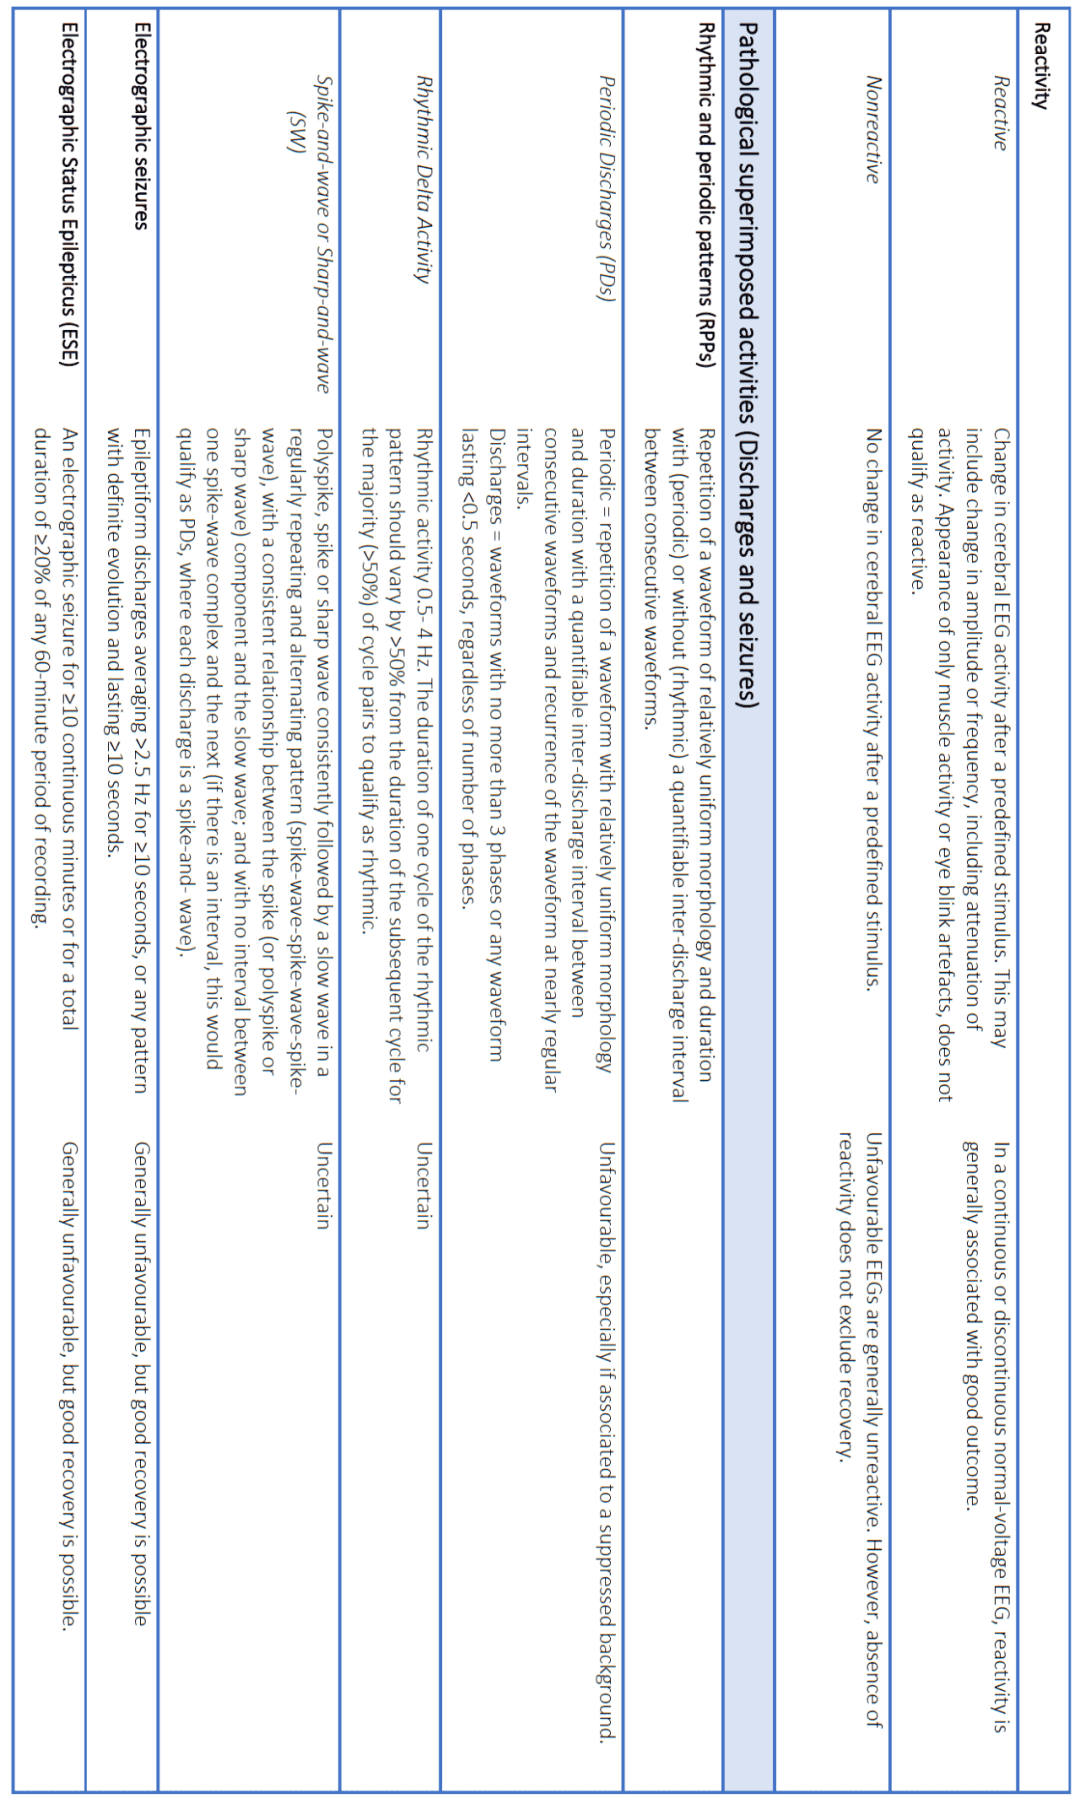 Reactivity
Reactive
Change in cerebral EEG activity after a predefined stimulus. This may
include change in amplitude or frequency, including attenuation of
activity. Appearance of only muscle activity or eye blink artefacts, does not
qualify as reactive.
In a continuous or discontinuous normal-voltage EEG, reactivity is
generally associated with good outcome.
Nonreactive
No change in cerebral EEG activity after a predefined stimulus.
Unfavourable EEGs are generally unreactive. However, absence of
reactivity does not exclude recovery.
Pathological superimposed activities (Discharges and seizures)
Rhythmic and periodic patterns (RPPs)
Repetition of a waveform of relatively uniform morphology and duration
with (periodic) or without (rhythmic) a quantifiable inter-discharge interval
between consecutive waveforms.
Periodic Discharges (PDs)
Periodic = repetition of a waveform with relatively uniform morphology
and duration with a quantifiable inter-discharge interval between
consecutive waveforms and recurrence of the waveform at nearly regular
intervals.
Discharges = waveforms with no more than 3 phases or any waveform
lasting <0.5 seconds, regardless of number of phases.
Unfavourable, especially if associated to a suppressed background.
Rhythmic Delta Activity
Rhythmic activity 0.5- 4 Hz. The duration of one cycle of the rhythmic
pattern should vary by >50% from the duration of the subsequent cycle for
the majority (>50%) of cycle pairs to qualify as rhythmic.
Uncertain
Spike-and-wave or Sharp-and-wave
(SW)
Polyspike, spike or sharp wave consistently followed by a slow wave in a
regularly repeating and alternating pattern (spike-wave-spike-wave-spike-
wave), with a consistent relationship between the spike (or polyspike or
sharp wave) component and the slow wave; and with no interval between
one spike-wave complex and the next (if there is an interval, this would
qualify as PDs, where each discharge is a spike-and- wave).
Uncertain
Electrographic seizures
Epileptiform discharges averaging >2.5 Hz for ≥10 seconds, or any pattern
with definite evolution and lasting ≥10 seconds.
Generally unfavourable, but good recovery is possible
Electrographic Status Epilepticus (ESE)
An electrographic seizure for ≥10 continuous minutes or for a total
duration of ≥20% of any 60-minute period of recording.
Generally unfavourable, but good recovery is possible.